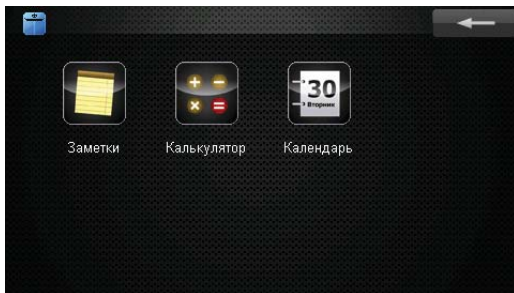 30
Вторник
Заметки
Калькулятор
Календарь